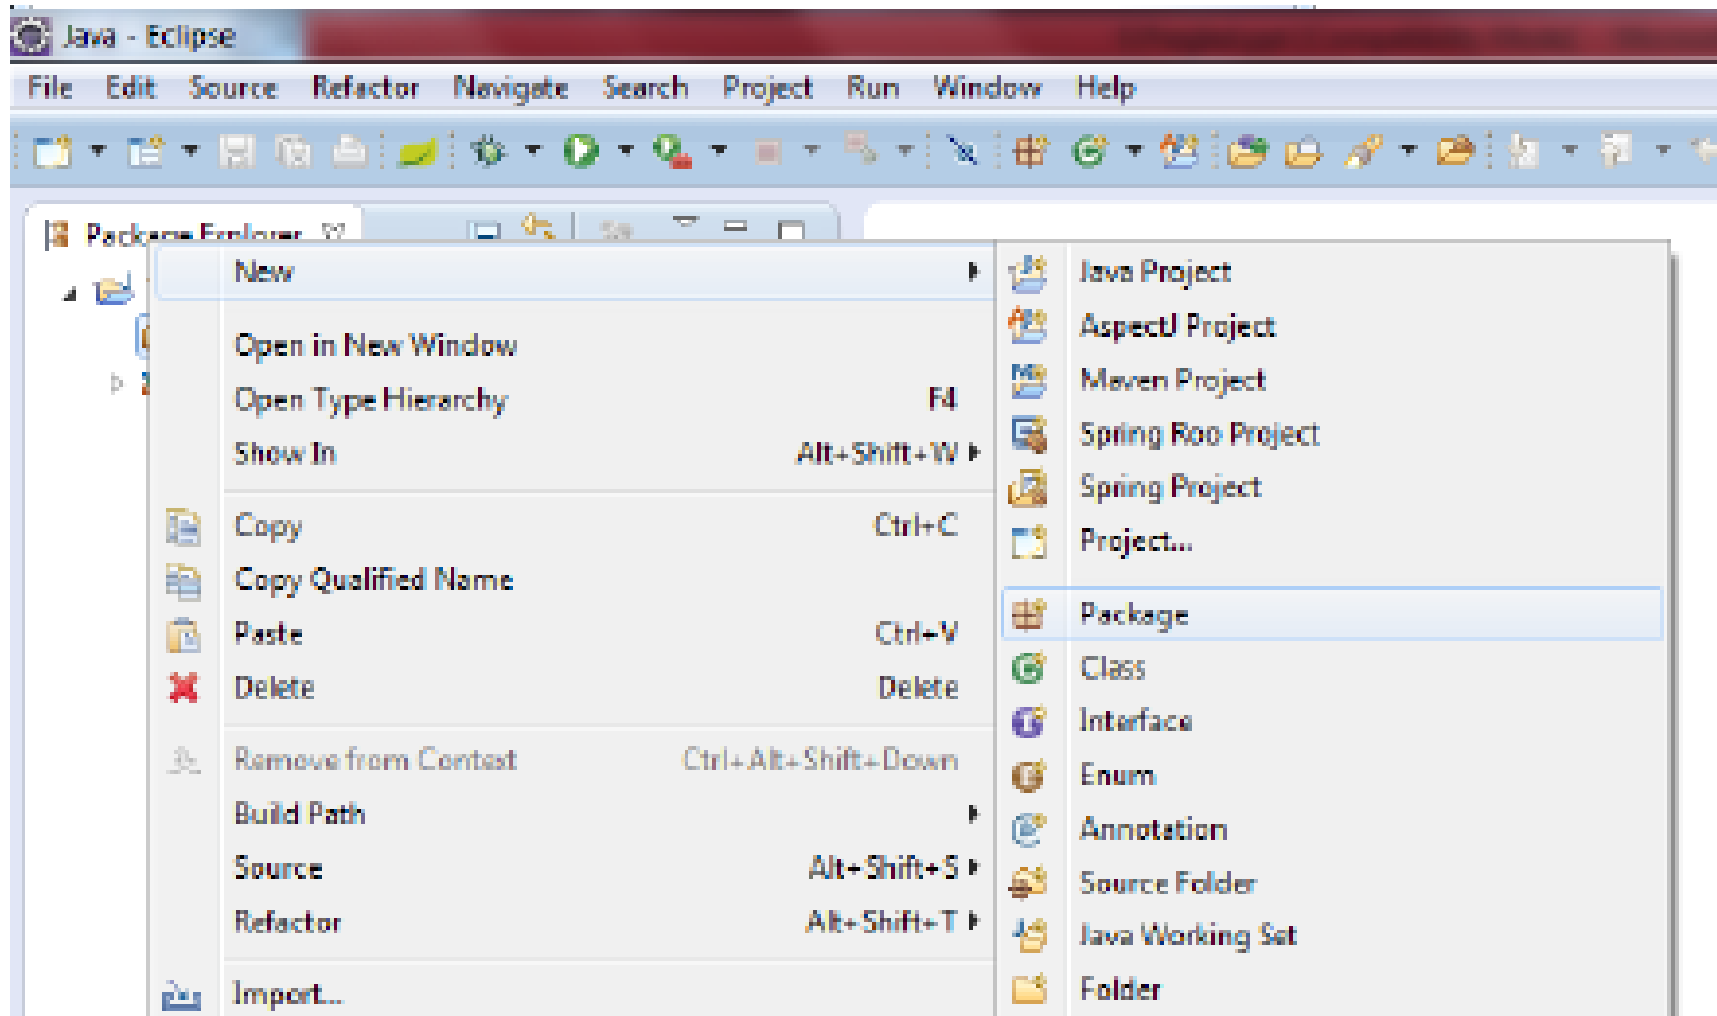 Java - Eclipse
File Edit Source Refactor Navigate Search Project Run Window Help
Package Explorer
New
Open in New Window
Open Type Hierarchy F4
Show In Alt+Shift+W
Copy Ctrl+C
Copy Qualified Name
Paste Ctrl+V
Delete Delete
Remove from Context Ctrl+Alt+Shift+Down
Build Path
Source Alt+Shift+S
Refactor Alt+Shift+T
Import...
Java Project
AspectJ Project
Maven Project
Spring Roo Project
Spring Project
Project...
Package
Class
Interface
Enum
Annotation
Source Folder
Java Working Set
Folder